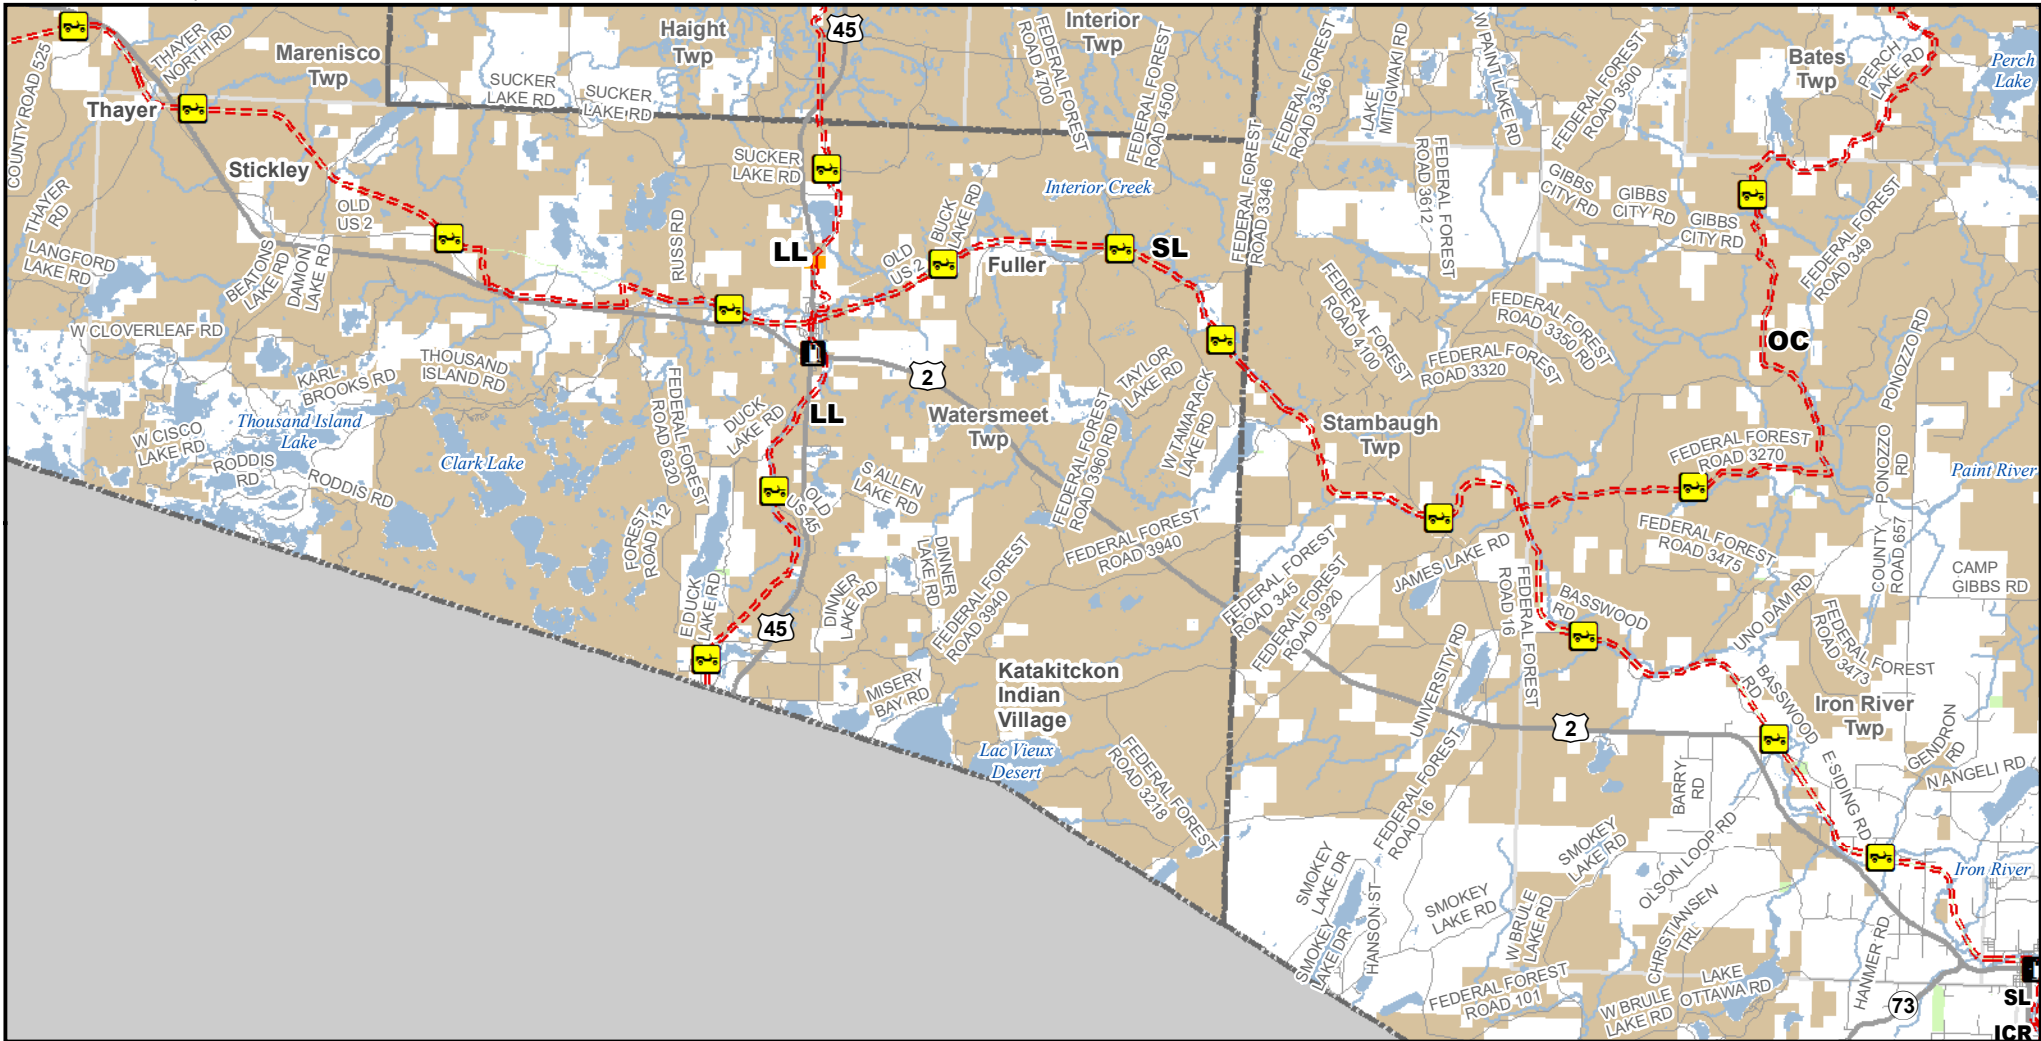 COUNTY ROAD 525
THAYER
NORTH RD
Marenisco
Twp
Thayer
Stickley
THAYER
RD
LANGFORD
LAKE RD
OLD
US 2
BEATONS
LAKE RD
DAMON
LAKE RD
W CLOVERLEAF RD
SUCKER
LAKE RD
SUCKER
LAKE RD
Haight
Twp
45
SUCKER
LAKE RD
RUSS RD
LL
OLD
US 2
BUCK
LAKE RD
Fuller
Interior
Twp
FEDERAL FOREST
ROAD 4700
FEDERAL FOREST
ROAD 4500
Interior Creek
SL
FEDERAL FOREST
ROAD 3346
FEDERAL FOREST
ROAD 3346
LAKE
MITIGWAKI RD
W PAINT LAKE RD
FEDERAL FOREST
ROAD 3500
FEDERAL FOREST
ROAD 3612
GIBBS
CITY RD
GIBBS
CITY RD
GIBBS
CITY RD
Bates
Twp
PERCH
LAKE RD
Perch
Lake
FEDERAL FOREST
ROAD 349
OC
PONOZZO RD
FEDERAL FOREST
ROAD 4100
FEDERAL FOREST
ROAD 3350 RD
FEDERAL FOREST
ROAD 3320
KARL
BROOKS RD
THOUSAND
ISLAND RD
Thousand Island
Lake
W CISCO
LAKE RD
RODDIS
RD
RODDIS RD
Clark Lake
FEDERAL FOREST
ROAD 6320
DUCK
LAKE RD
LL
2
Watersmeet
Twp
TAYLOR
LAKE RD
W TAMARACK
LAKE RD
FEDERAL FOREST
ROAD 3960 RD
Stambaugh
Twp
FEDERAL FOREST
ROAD 3270
PONOZZO
RD
Paint River
OLD
US 45
S ALLEN
LAKE RD
FOREST
ROAD 112
E DUCK
LAKE RD
DINNER
LAKE RD
DINNER
LAKE RD
FEDERAL FOREST
ROAD 3940
FEDERAL FOREST
ROAD 3940
45
FEDERAL FOREST
ROAD 345
FEDERAL FOREST
ROAD 3920
JAMES LAKE RD
FEDERAL FOREST
ROAD 16
BASSWOOD
RD
FEDERAL FOREST
ROAD 3475
COUNTY
ROAD 657
CAMP
GIBBS RD
UNO DAM RD
FEDERAL FOREST
ROAD 3473
BASSWOOD
RD
Iron River
Twp
Katakitckon
Indian
Village
MISERY
BAY RD
Lac Vieux
Desert
UNIVERSITY RD
2
FEDERAL FOREST
ROAD 3218
FEDERAL FOREST
ROAD 16
BARRY
RD
E SIDING RD
GENDRON
RD
N ANGELI RD
SMOKEY
LAKE DR
SMOKEY
LAKE DR
HANSON ST
SMOKEY
LAKE RD
SMOKEY
LAKE RD
OLSON LOOP RD
W BRULE
LAKE RD
CHRISTIANSEN
TRL
Iron River
FEDERAL FOREST
ROAD 101
W BRULE
LAKE RD
LAKE
OTTAWA RD
HANMER RD
73
SL
ICR